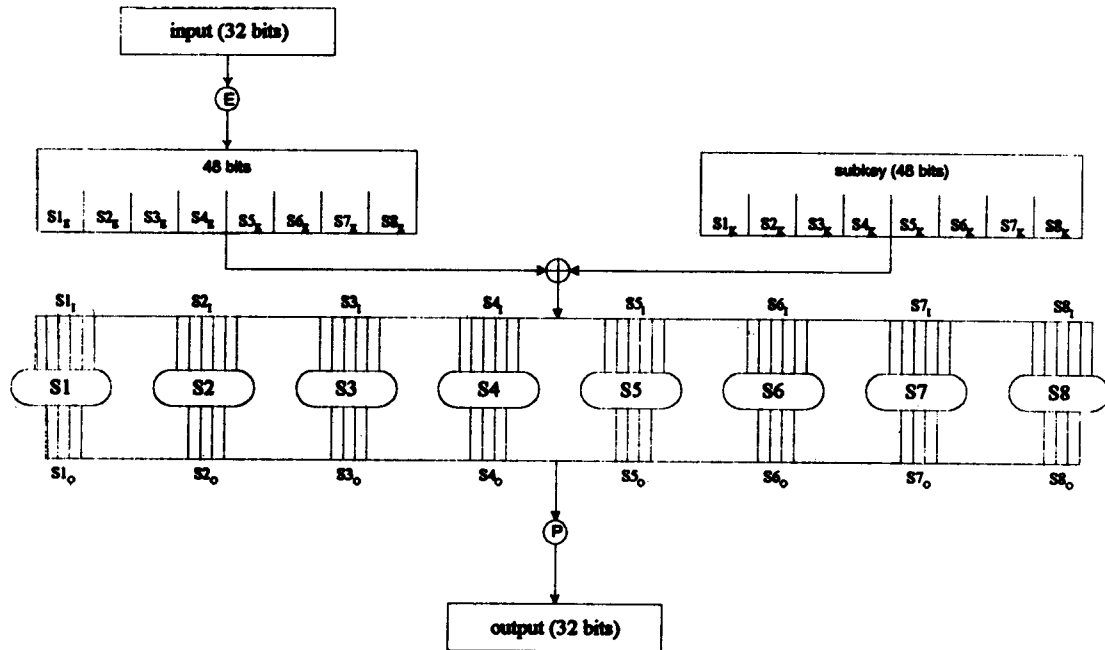 input (32 bits)
E
48 bits
S1E S2E S3E S4E S5E S6E S7E S8E
subkey (48 bits)
S1K S2K S3K S4K S5K S6K S7K S8K
S1I S2I S3I S4I S5I S6I S7I S8I
S1 S2 S3 S4 S5 S6 S7 S8
S1O S2O S3O S4O S5O S6O S7O S8O
P
output (32 bits)